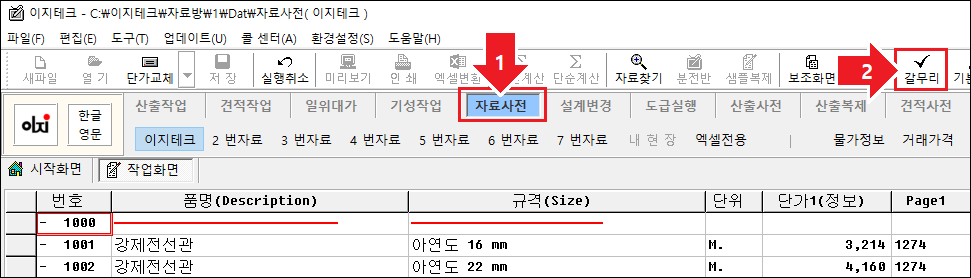 이지테크 - C:\이지테크\자료방\1\Dat\자료사전( 이지테크 )
파일(F) 편집(E) 도구(T) 업데이트(U) 콜 센터(A) 환경설정(S) 도움말(H)
새파일 열 기 단가교체 저 장 실행취소 미리보기 인 쇄 엑셀변환 계산 단순계산 자료찾기 분전반 샘플복제 보조화면 갈무리 기본
1
2
산출작업 견적작업 일위대가 기성작업 자료사전 설계변경 도급실행 산출사전 산출복제 견적사전
한글
영문
이지테크 2 번자료 3 번자료 4 번자료 5 번자료 6 번자료 7 번자료 내 현 장 엑셀전용 | 물가정보 거래가격
시작화면 작업화면
번호 품명(Description) 규격(Size) 단위 단가1(정보) Page1
- 1000
- 1001 강제전선관 아연도 16 mm M. 3,214 1274
- 1002 강제전선관 아연도 22 mm M. 4,160 1274